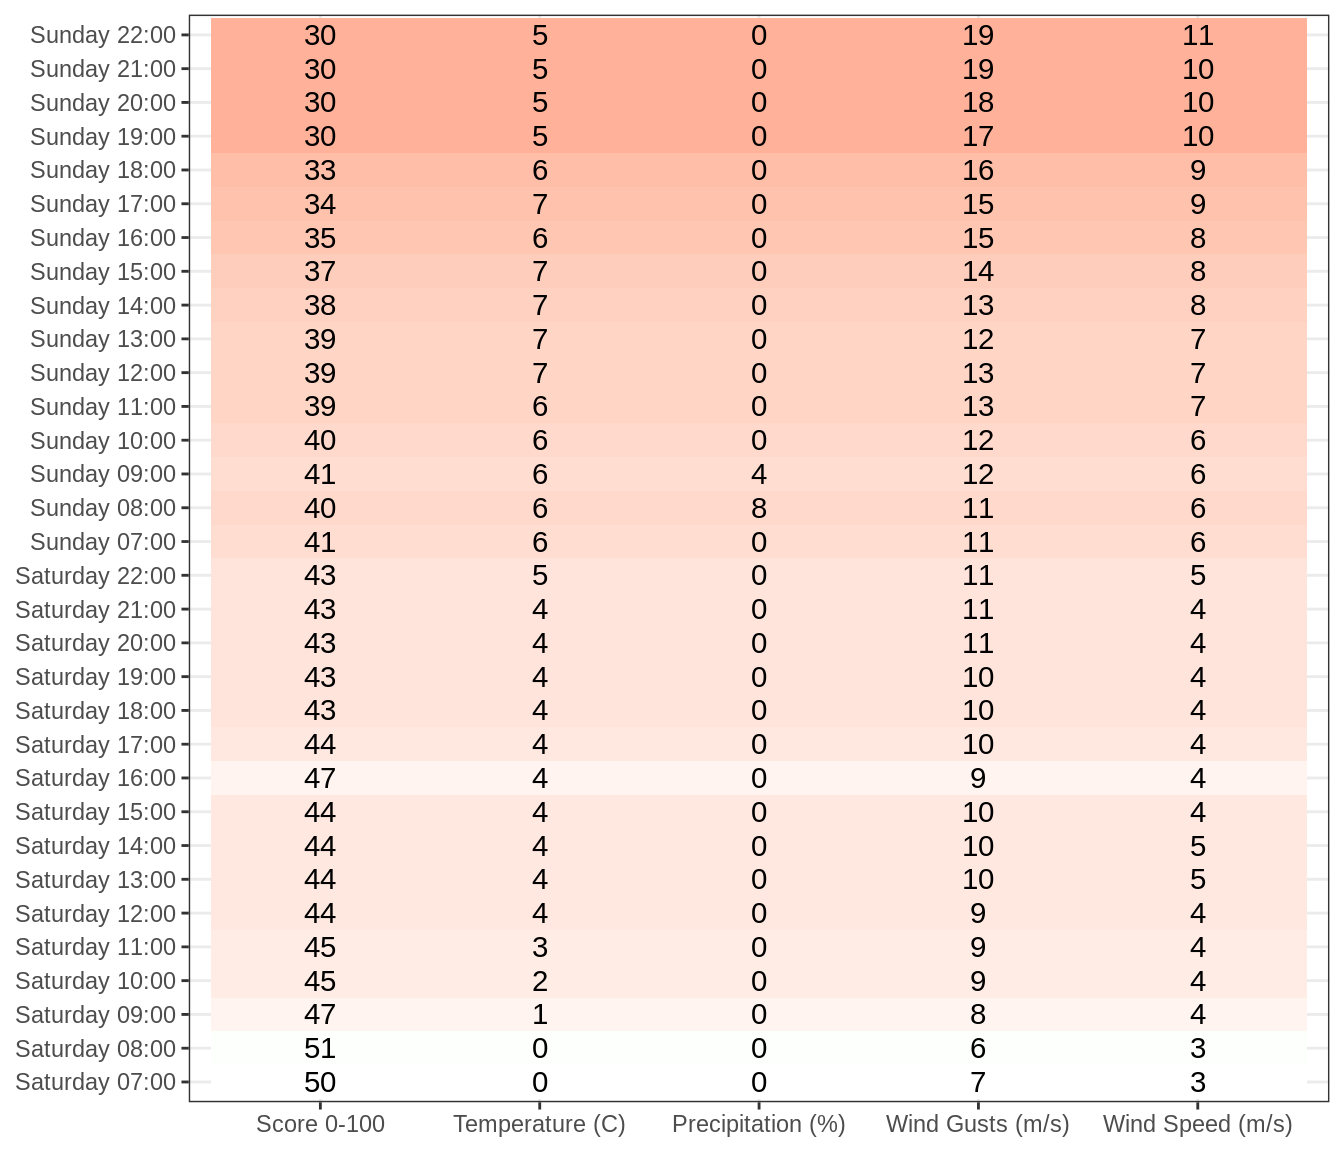 Sunday 22:00 30 5 0 19 11
Sunday 21:00 30 5 0 19 10
Sunday 20:00 30 5 0 18 10
Sunday 19:00 30 5 0 17 10
Sunday 18:00 33 6 0 16 9
Sunday 17:00 34 7 0 15 9
Sunday 16:00 35 6 0 15 8
Sunday 15:00 37 7 0 14 8
Sunday 14:00 38 7 0 13 8
Sunday 13:00 39 7 0 12 7
Sunday 12:00 39 7 0 13 7
Sunday 11:00 39 6 0 13 7
Sunday 10:00 40 6 0 12 6
Sunday 09:00 41 6 4 12 6
Sunday 08:00 40 6 8 11 6
Sunday 07:00 41 6 0 11 6
Saturday 22:00 43 5 0 11 5
Saturday 21:00 43 4 0 11 4
Saturday 20:00 43 4 0 11 4
Saturday 19:00 43 4 0 10 4
Saturday 18:00 43 4 0 10 4
Saturday 17:00 44 4 0 10 4
Saturday 16:00 47 4 0 9 4
Saturday 15:00 44 4 0 10 4
Saturday 14:00 44 4 0 10 5
Saturday 13:00 44 4 0 10 5
Saturday 12:00 44 4 0 9 4
Saturday 11:00 45 3 0 9 4
Saturday 10:00 45 2 0 9 4
Saturday 09:00 47 1 0 8 4
Saturday 08:00 51 0 0 6 3
Saturday 07:00 50 0 0 7 3
Score 0-100 Temperature (C) Precipitation (%) Wind Gusts (m/s) Wind Speed (m/s)